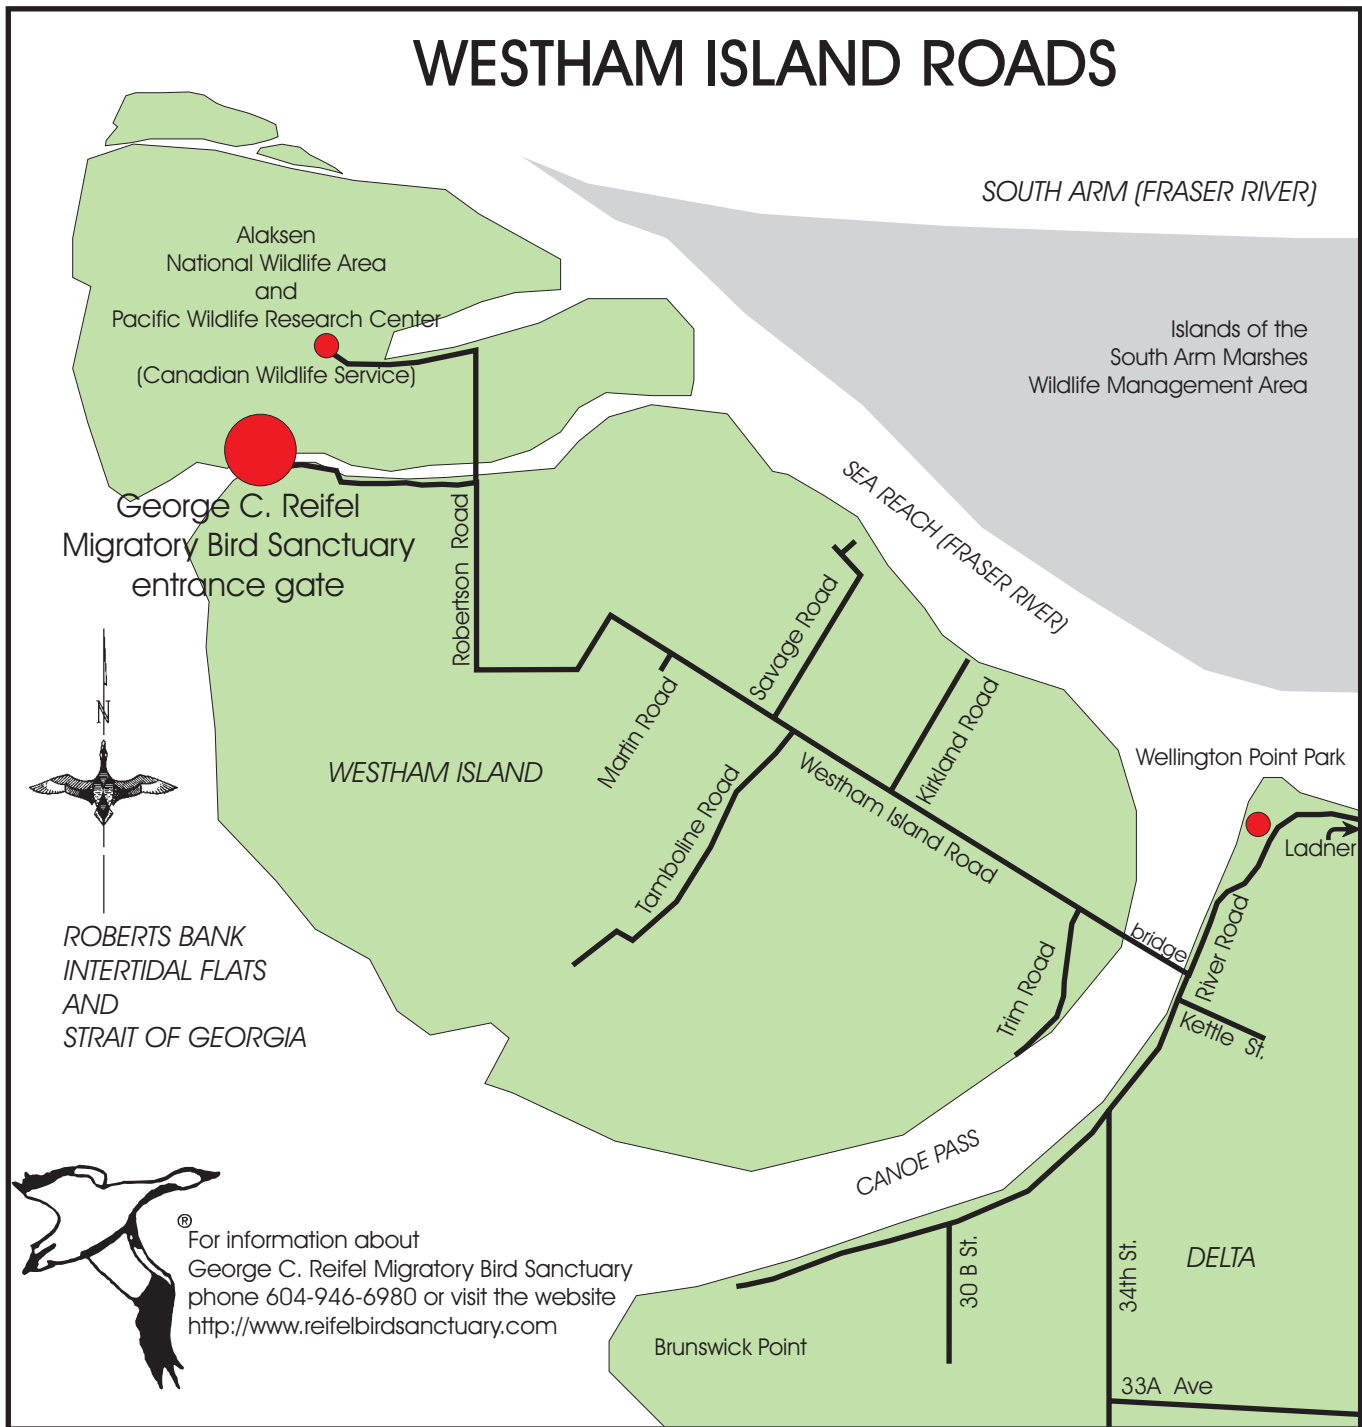 WESTHAM ISLAND ROADS
SOUTH ARM (FRASER RIVER)
Alaksen
National Wildlife Area
and
Pacific Wildlife Research Center
(Canadian Wildlife Service)
Islands of the
South Arm Marshes
Wildlife Management Area
George C. Reifel
Migratory Bird Sanctuary
entrance gate
Robertson Road
SEA REACH (FRASER RIVER)
Savage Road
Martin Road
Kirkland Road
N
WESTHAM ISLAND
Tamboline Road
Westham Island Road
Wellington Point Park
Ladner
bridge
River Road
Trim Road
Kettle St.
ROBERTS BANK
INTERTIDAL FLATS
AND
STRAIT OF GEORGIA
CANOE PASS
®
For information about
George C. Reifel Migratory Bird Sanctuary
phone 604-946-6980 or visit the website
http://www.reifelbirdsanctuary.com
30 B St.
34th St.
DELTA
Brunswick Point
33A Ave